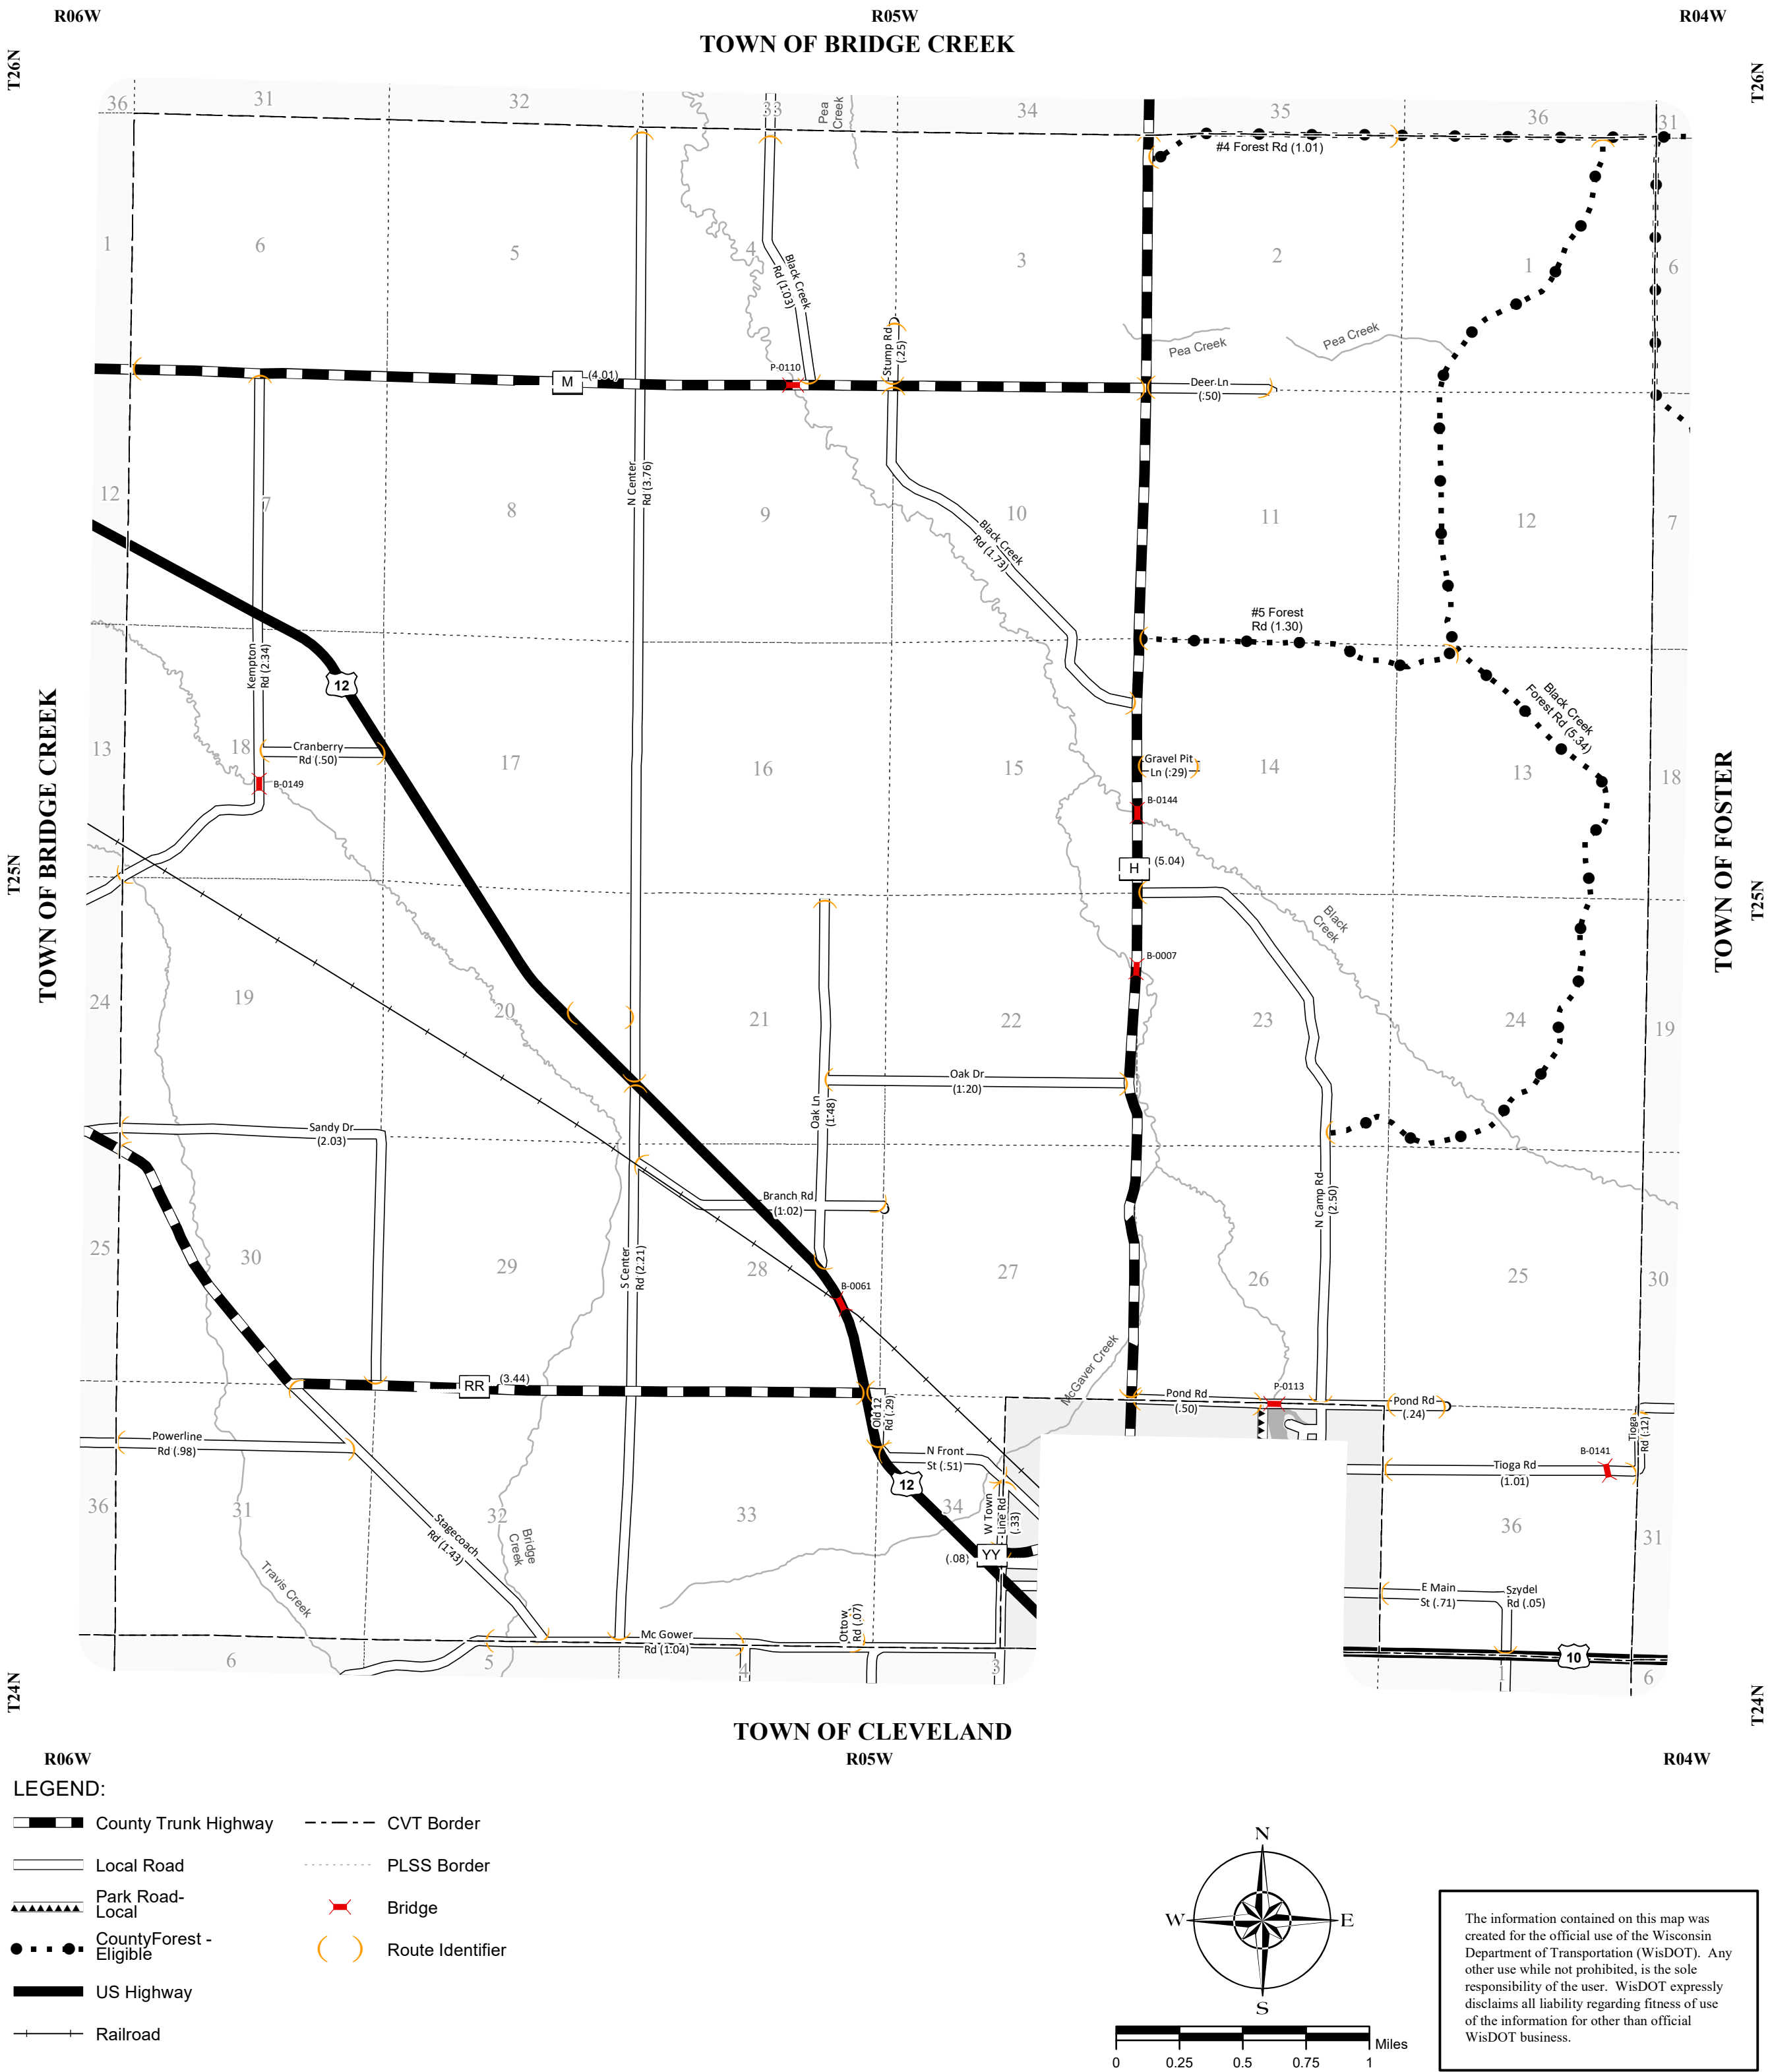 R06W
R05W
R04W
TOWN OF BRIDGE CREEK
T26N
T26N
36
31
32
33
Pea
Creek
34
35
36
31
#4 Forest Rd (1.01)
1
6
5
4
3
2
1
6
Black Creek
Rd (1.03)
Stump Rd
(.25)
Pea Creek
Pea Creek
P-0110
M
(4.01)
Deer Ln
(.50)
N Center
Rd (3.76)
12
7
8
9
10
11
12
7
Black Creek
Rd (1.73)
#5 Forest
Rd (1.30)
Kempton
Rd (2.34)
12
Black Creek
Forest Rd (5.34)
TOWN OF BRIDGE CREEK
TOWN OF FOSTER
13
18
Cranberry
Rd (.50)
17
16
15
Gravel Pit
Ln (.29)
14
13
18
B-0149
B-0144
T25N
T25N
H
(5.04)
Black
Creek
B-0007
24
19
20
21
22
23
24
19
Oak Dr
(1.20)
Oak Ln
(1.48)
Sandy Dr
(2.03)
Branch Rd
(1.02)
N Camp Rd
(2.50)
25
30
29
S Center
Rd (2.21)
28
27
26
25
30
B-0061
McGaver Creek
RR
(3.44)
P-0113
Pond Rd
(.50)
Pond Rd
(.24)
Old 12
Rd (.29)
Tioga
Rd (.12)
Powerline
Rd (.98)
N Front
St (.51)
B-0141
Tioga Rd
(1.01)
12
36
31
32
33
34
W Town
Line Rd
(.33)
36
31
Stagecoach
Rd (1.43)
Bridge
Creek
YY
(.08)
Travis Creek
E Main
St (.71)
Szydel
Rd (.05)
Ottow
Rd (.07)
Mc Gower
Rd (1.04)
10
6
5
4
3
1
6
T24N
T24N
TOWN OF CLEVELAND
R06W
R05W
R04W
LEGEND:
County Trunk Highway
CVT Border
Local Road
PLSS Border
Park Road-
Local
Bridge
CountyForest -
Eligible
Route Identifier
US Highway
Railroad
N
W
E
S
Miles
0
0.25
0.5
0.75
1
The information contained on this map was
created for the official use of the Wisconsin
Department of Transportation (WisDOT). Any
other use while not prohibited, is the sole
responsibility of the user. WisDOT expressly
disclaims all liability regarding fitness of use
of the information for other than official
WisDOT business.